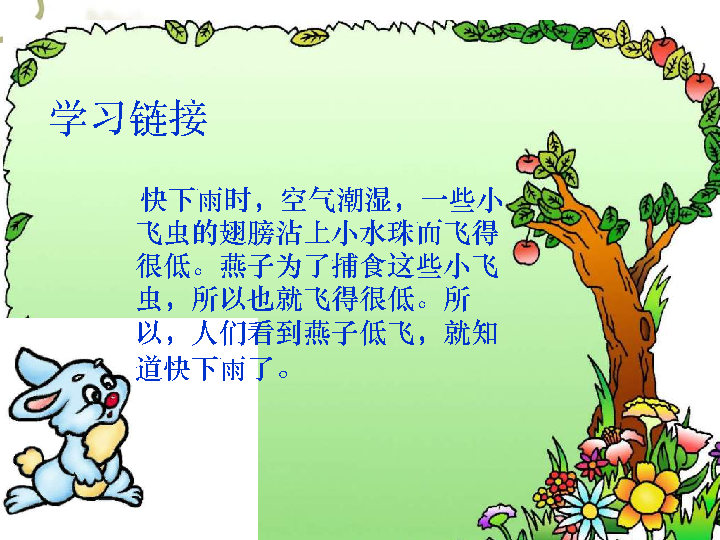 学习链接
快下雨时，空气潮湿，一些小
飞虫的翅膀沾上小水珠而飞得
很低。燕子为了捕食这些小飞
虫，所以也就飞得很低。所
以，人们看到燕子低飞，就知
道快下雨了。